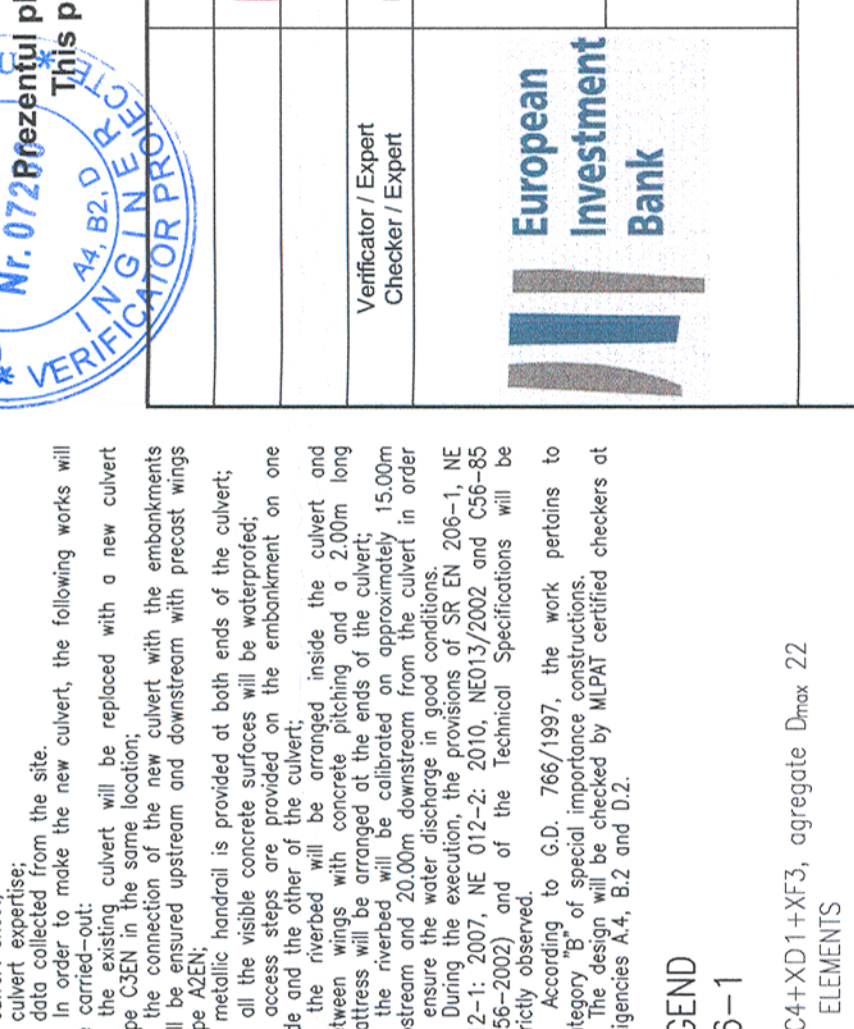 culvert expertise;
data collected from the site.
In order to make the new culvert, the following works will
carried-out:
the existing culvert will be replaced with a new culvert
pe C3EN in the same location;
the connection of the new culvert with the embankments
ll be ensured upstream and downstream with precast wings
pe A2EN;
metallic handrail is provided at both ends of the culvert;
all the visible concrete surfaces will be waterprofed;
access steps are provided on the embankment on one
de and the other of the culvert;
the riverbed will be arranged inside the culvert and
tween wings with concrete pitching and a 2.00m long
attress will be arranged at the ends of the culvert;
the riverbed will be calibrated on approximately 15.00m
ostream and 20.00m downstream from the culvert in order
ensure the water discharge in good conditions.
During the execution, the provisions of SR EN 206-1, NE
2-1: 2007, NE 012-2: 2010, NE013/2002 and C56-85
56-2002) and of the Technical Specifications will be
rictly observed.
According to G.D. 766/1997, the work pertains to
tegory "B" of special importance constructions.
The design will be checked by MLPAT certified checkers at
igencies A.4, B.2 and D.2.
GEND
6-1
C4+XD1+XF3, agregate Dmax 22
ELEMENTS
Nr. 072
A4, B2, D
INGINER
VERIFICATOR PROIECTE
Prezentul pl
This p
Verificator / Expert
Checker / Expert
European
Investment
Bank